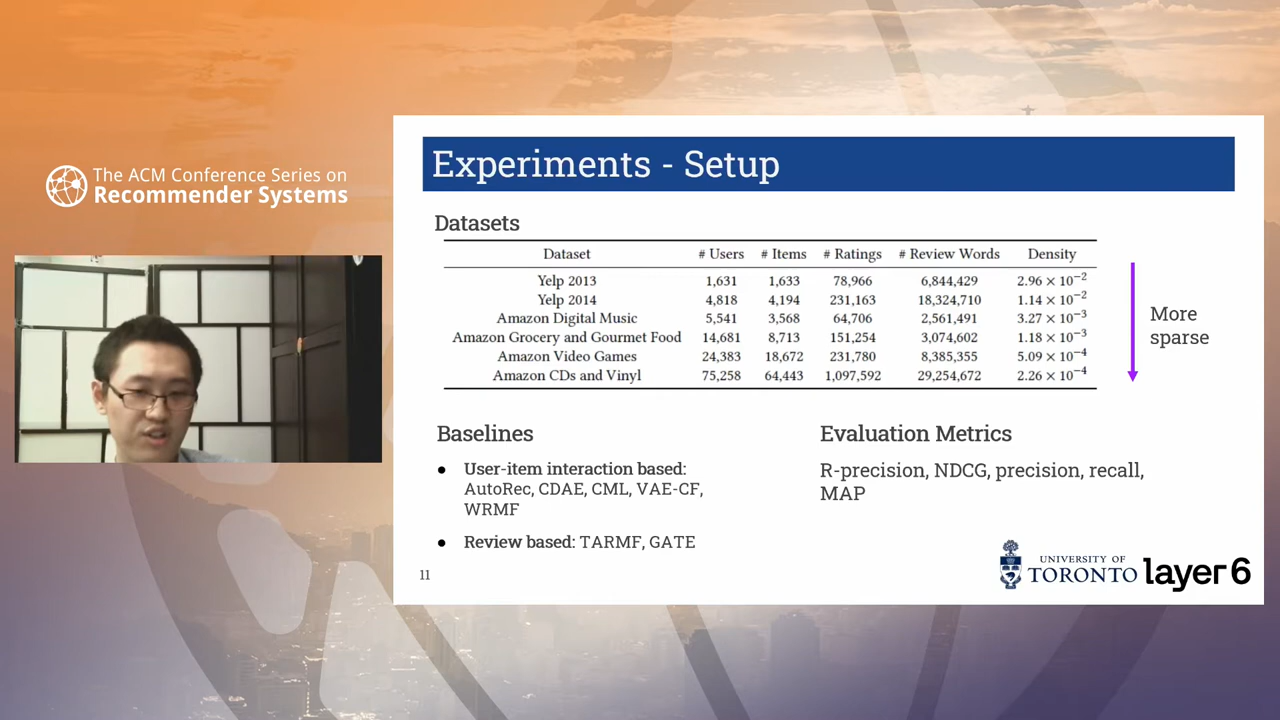 The ACM Conference Series on
Recommender Systems
Experiments - Setup
Datasets
Dataset # Users # Items # Ratings # Review Words Density
Yelp 2013 1,631 1,633 78,966 6,844,429 2.96 × 10⁻²
Yelp 2014 4,818 4,194 231,163 18,324,710 1.14 × 10⁻²
Amazon Digital Music 5,541 3,568 64,706 2,561,491 3.27 × 10⁻³
Amazon Grocery and Gourmet Food 14,681 8,713 151,254 3,074,602 1.18 × 10⁻³
Amazon Video Games 24,383 18,672 231,780 8,385,355 5.09 × 10⁻⁴
Amazon CDs and Vinyl 75,258 64,443 1,097,592 29,254,672 2.26 × 10⁻⁴
More
sparse
Baselines
● User-item interaction based:
AutoRec, CDAE, CML, VAE-CF,
WRMF
● Review based: TARMF, GATE
Evaluation Metrics
R-precision, NDCG, precision, recall,
MAP
11
UNIVERSITY OF
TORONTO
layer 6